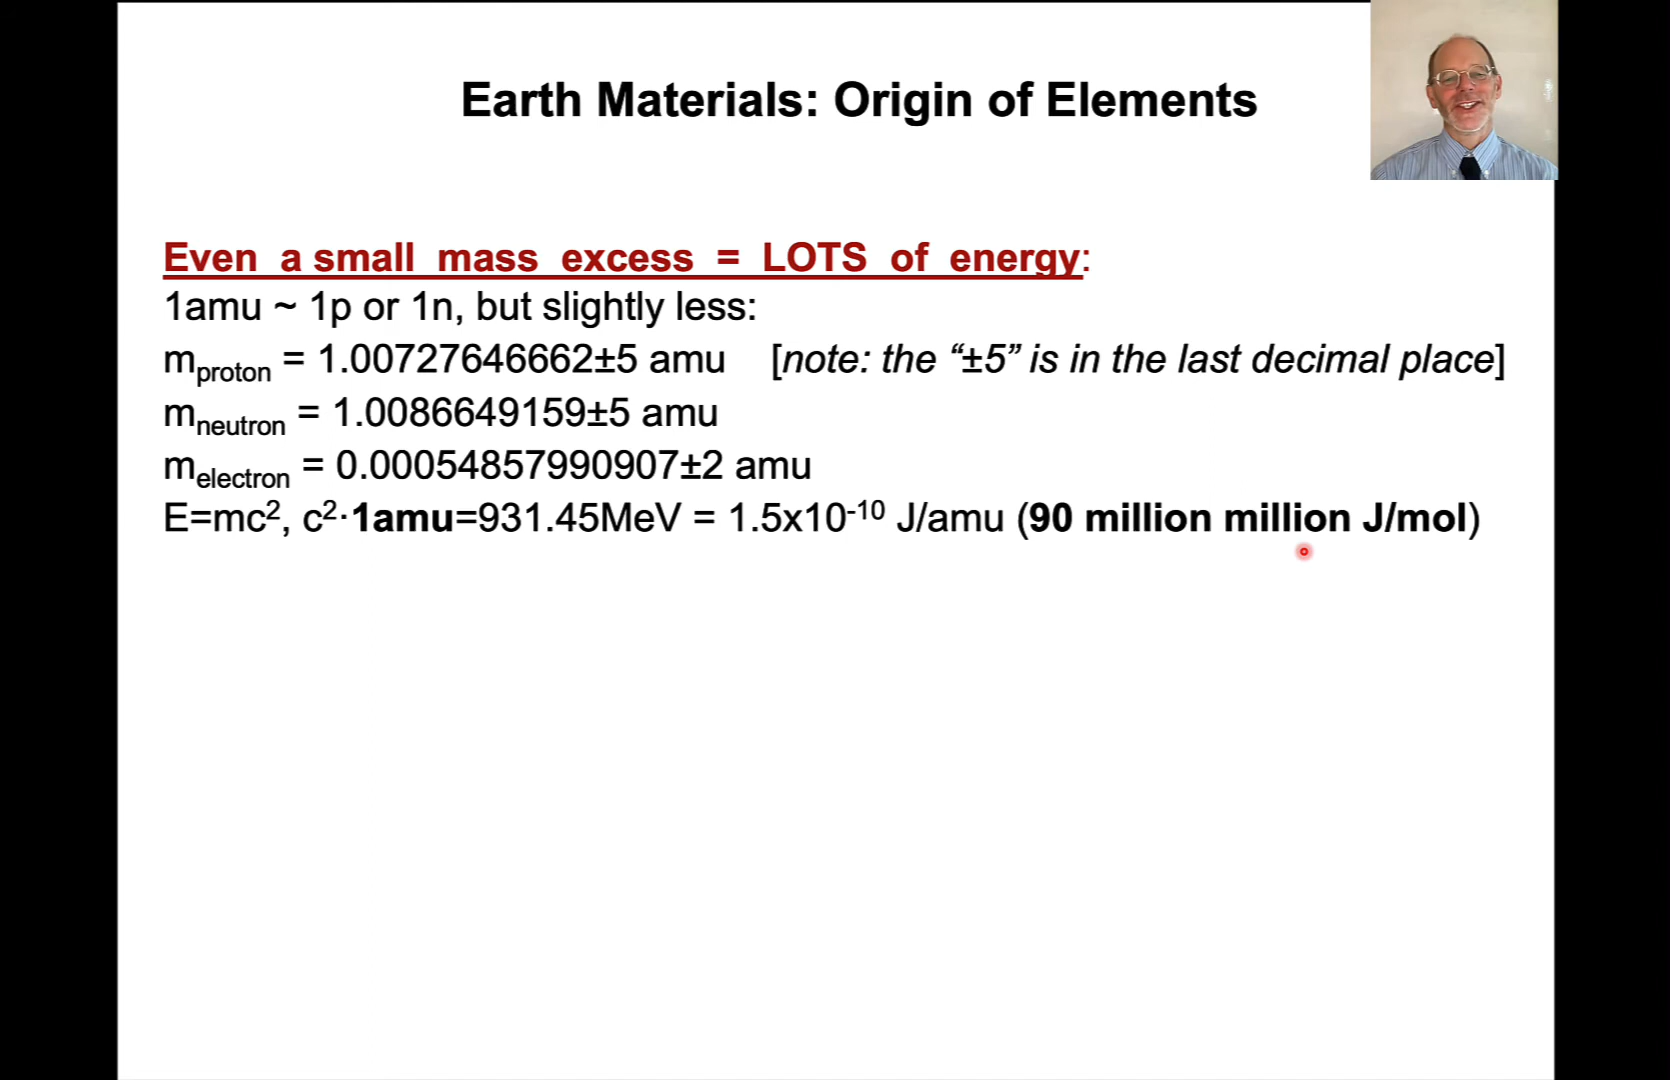 Earth Materials: Origin of Elements
Even a small mass excess = LOTS of energy:
1amu ~ 1p or 1n, but slightly less:
mproton = 1.00727646662±5 amu [note: the “±5” is in the last decimal place]
mneutron = 1.0086649159±5 amu
melectron = 0.00054857990907±2 amu
E=mc², c²·1amu=931.45MeV = 1.5x10⁻¹⁰ J/amu (90 million million J/mol)